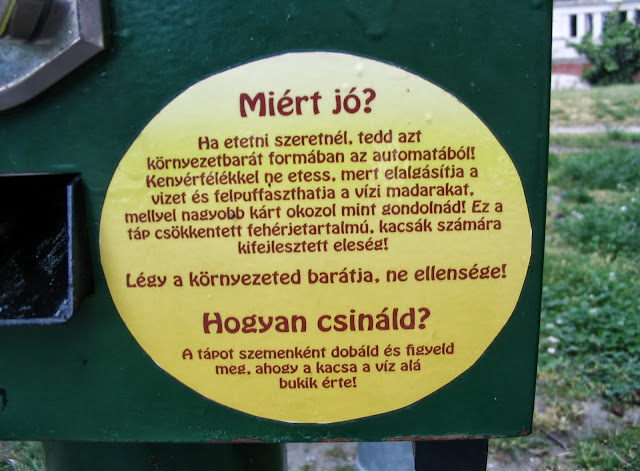 Miért jó?
Ha etetni szeretnél, tedd azt
környezetbarát formában az automatából!
Kenyérfélékkel ne etess, mert elalgásítja a
vizet és felpuffaszthatja a vízi madarakat,
mellyel nagyobb kárt okozol mint gondolnád! Ez a
táp csökkentett fehérjetartalmú, kacsák számára
kifejlesztett eleség!
Légy a környezeted barátja, ne ellensége!
Hogyan csináld?
A tápot szemenként dobáld és figyeld
meg, ahogy a kacsa a víz alá
bukik érte!